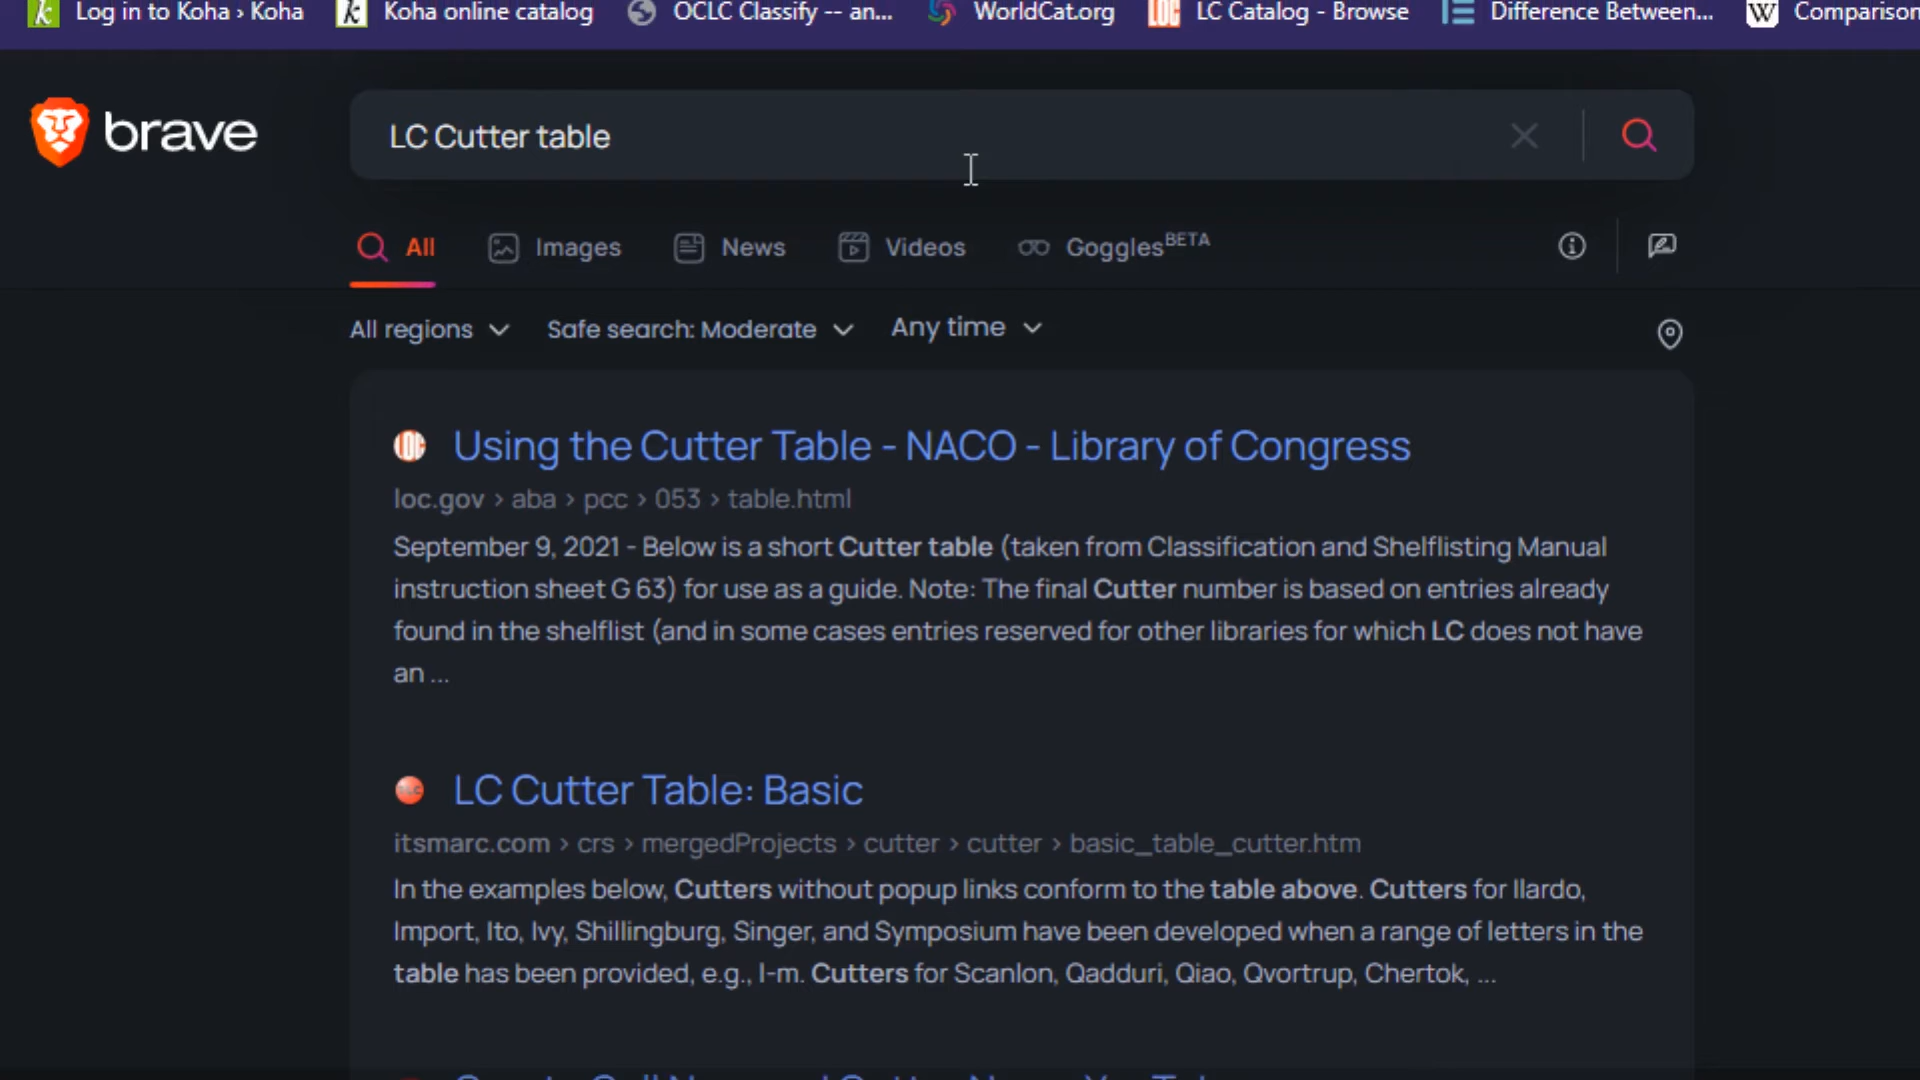 Log in to Koha › Koha
Koha online catalog
OCLC Classify -- an...
WorldCat.org
LC Catalog - Browse
Difference Between...
W Comparison
brave
LC Cutter table
All Images News Videos Goggles BETA
All regions Safe search: Moderate Any time
Using the Cutter Table - NACO - Library of Congress
loc.gov › aba › pcc › 053 › table.html
September 9, 2021 - Below is a short Cutter table (taken from Classification and Shelflisting Manual
instruction sheet G 63) for use as a guide. Note: The final Cutter number is based on entries already
found in the shelflist (and in some cases entries reserved for other libraries for which LC does not have
an ...
LC Cutter Table: Basic
itsmarc.com › crs › mergedProjects › cutter › cutter › basic_table_cutter.htm
In the examples below, Cutters without popup links conform to the table above. Cutters for Ilardo,
Import, Ito, Ivy, Shillingburg, Singer, and Symposium have been developed when a range of letters in the
table has been provided, e.g., l-m. Cutters for Scanlon, Qadduri, Qiao, Qvortrup, Chertok, ...